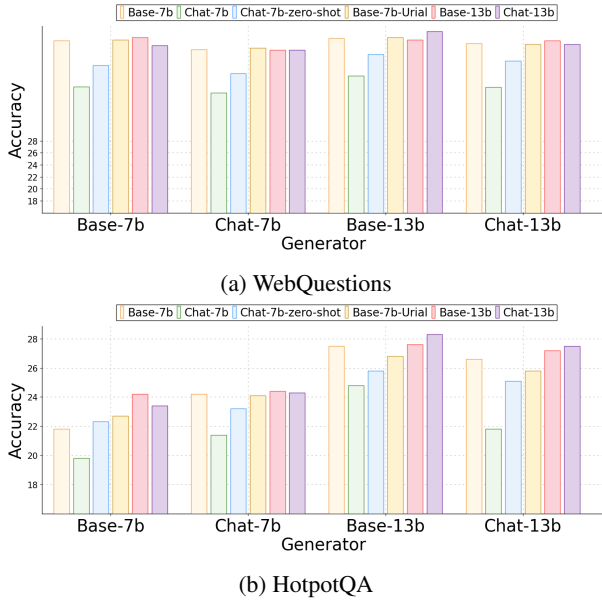 Base-7b Chat-7b Chat-7b-zero-shot Base-7b-Urial Base-13b Chat-13b
Accuracy
28
26
24
22
20
18
Base-7b Chat-7b Base-13b Chat-13b
Generator
(a) WebQuestions
Base-7b Chat-7b Chat-7b-zero-shot Base-7b-Urial Base-13b Chat-13b
Accuracy
28
26
24
22
20
18
Base-7b Chat-7b Base-13b Chat-13b
Generator
(b) HotpotQA